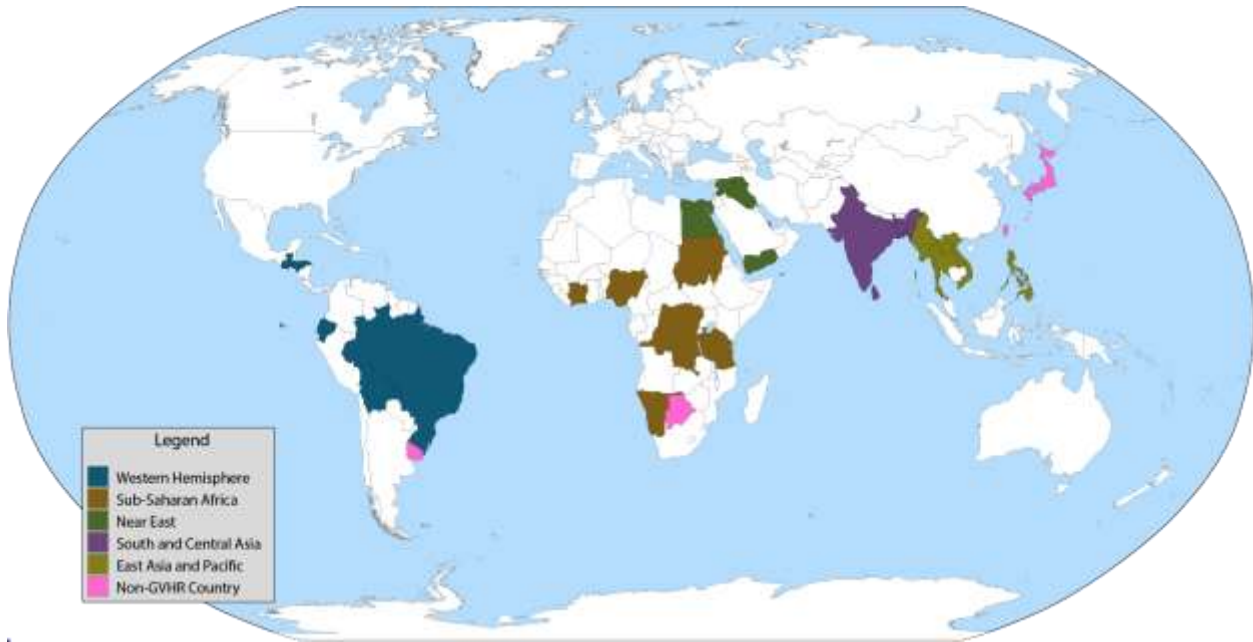 Legend
Western Hemisphere
Sub-Saharan Africa
Near East
South and Central Asia
East Asia and Pacific
Non-GVHR Country